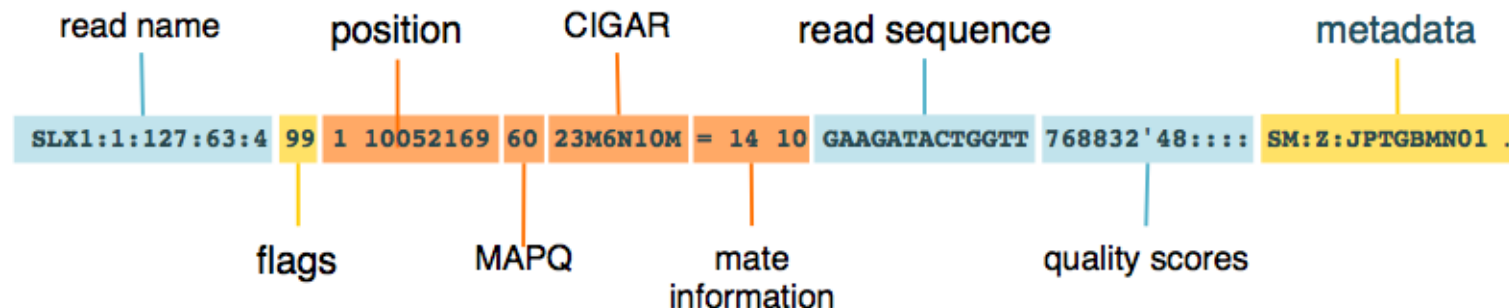 read name position CIGAR read sequence metadata
SLX1:1:127:63:4 99 1 10052169 60 23M6N10M = 14 10 GAAGATACTGGTT 768832'48:::: SM:Z:JPTGBMN01 .
flags MAPQ mate information quality scores